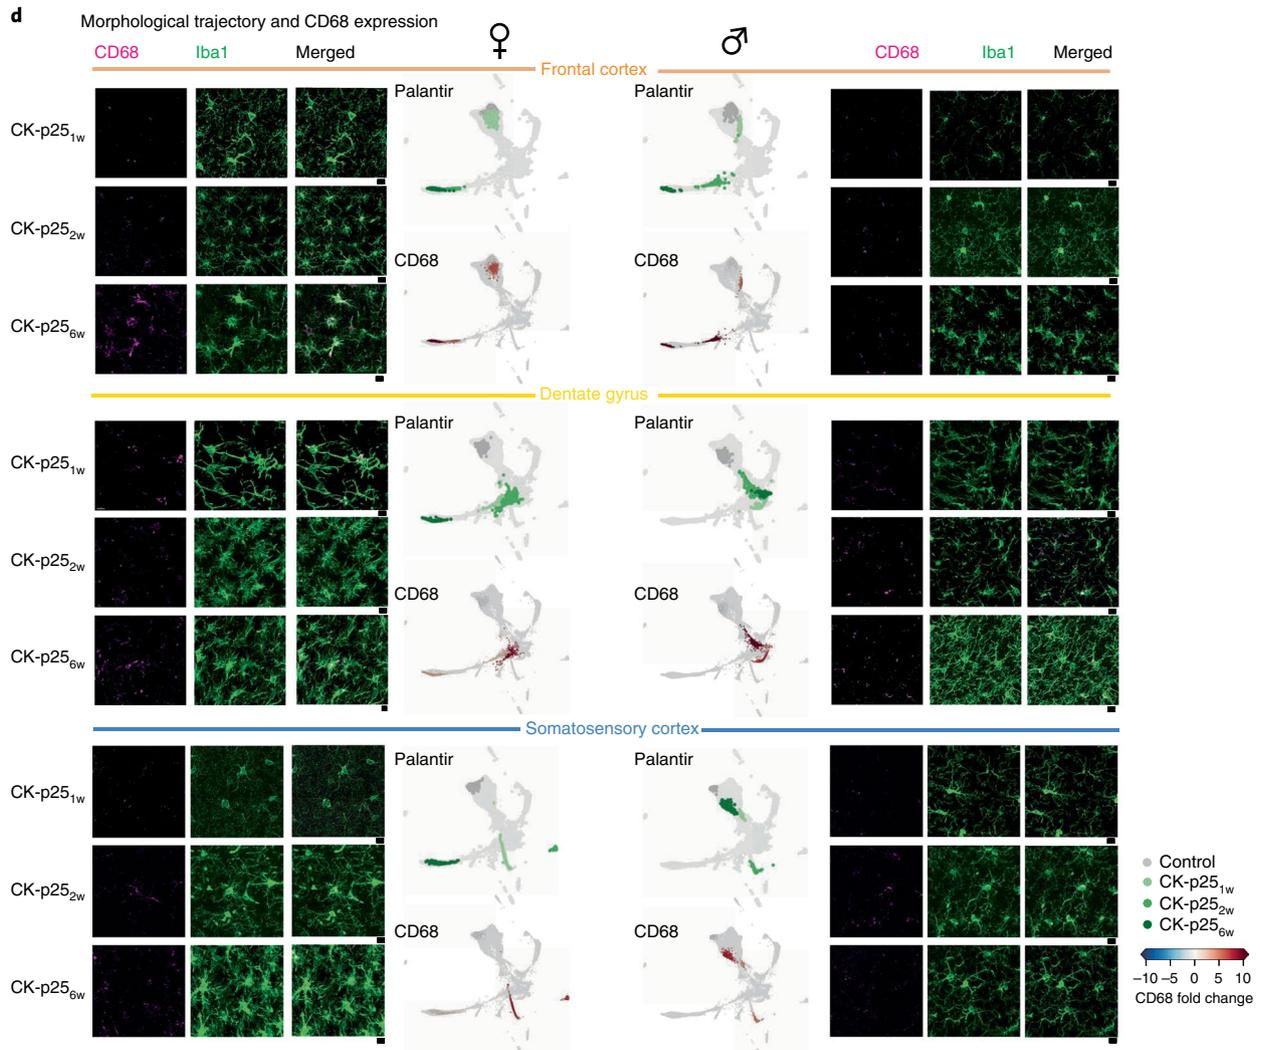 d
Morphological trajectory and CD68 expression
CD68 Iba1 Merged ♀ ♂ CD68 Iba1 Merged
Frontal cortex
Palantir Palantir
CK-p25₁w
CK-p25₂w
CD68 CD68
CK-p25₆w
Dentate gyrus
Palantir Palantir
CK-p25₁w
CK-p25₂w
CD68 CD68
CK-p25₆w
Somatosensory cortex
Palantir Palantir
CK-p25₁w
CK-p25₂w
CD68 CD68
CK-p25₆w
Control
CK-p25₁w
CK-p25₂w
CK-p25₆w
−10 −5 0 5 10
CD68 fold change